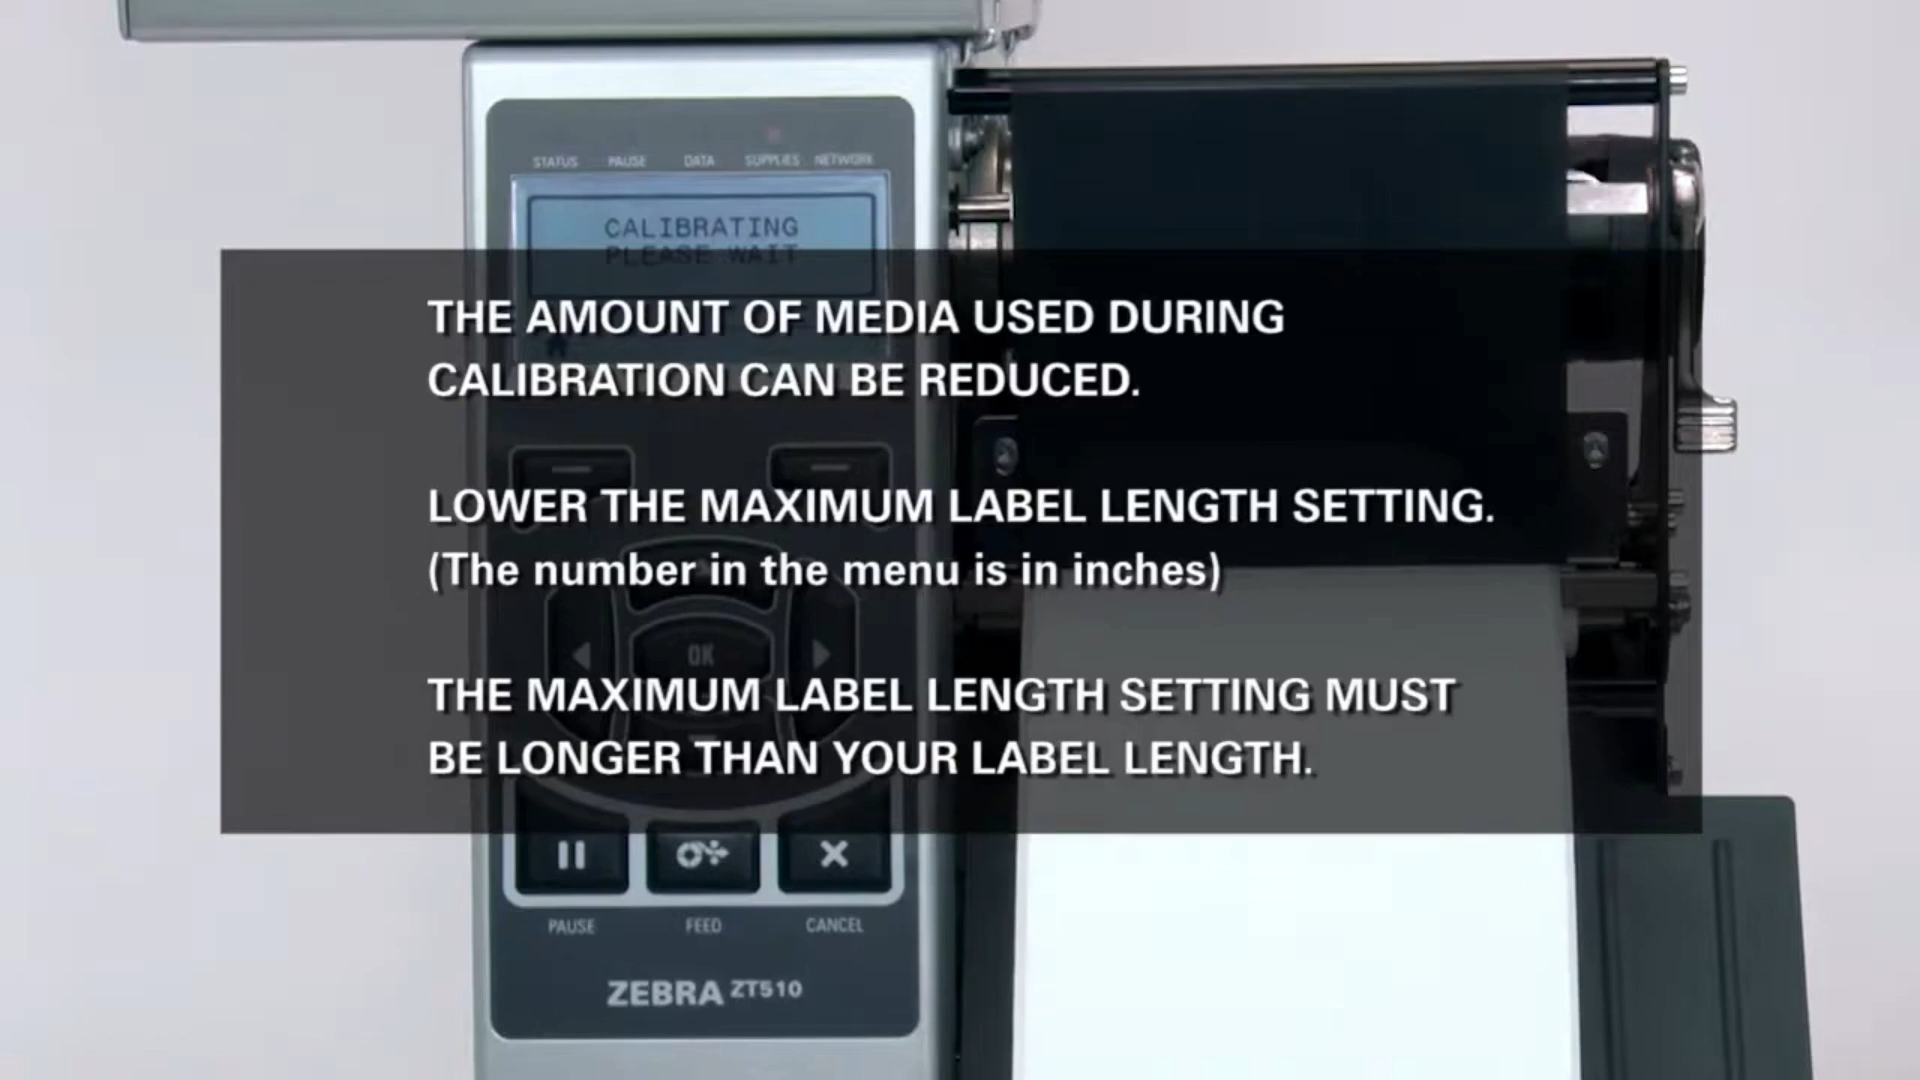 STATUS PAUSE DATA SUPPLIES NETWORK
CALIBRATING
PLEASE WAIT
THE AMOUNT OF MEDIA USED DURING
CALIBRATION CAN BE REDUCED.
LOWER THE MAXIMUM LABEL LENGTH SETTING.
(The number in the menu is in inches)
OK
THE MAXIMUM LABEL LENGTH SETTING MUST
BE LONGER THAN YOUR LABEL LENGTH.
PAUSE FEED CANCEL
ZEBRA ZT510